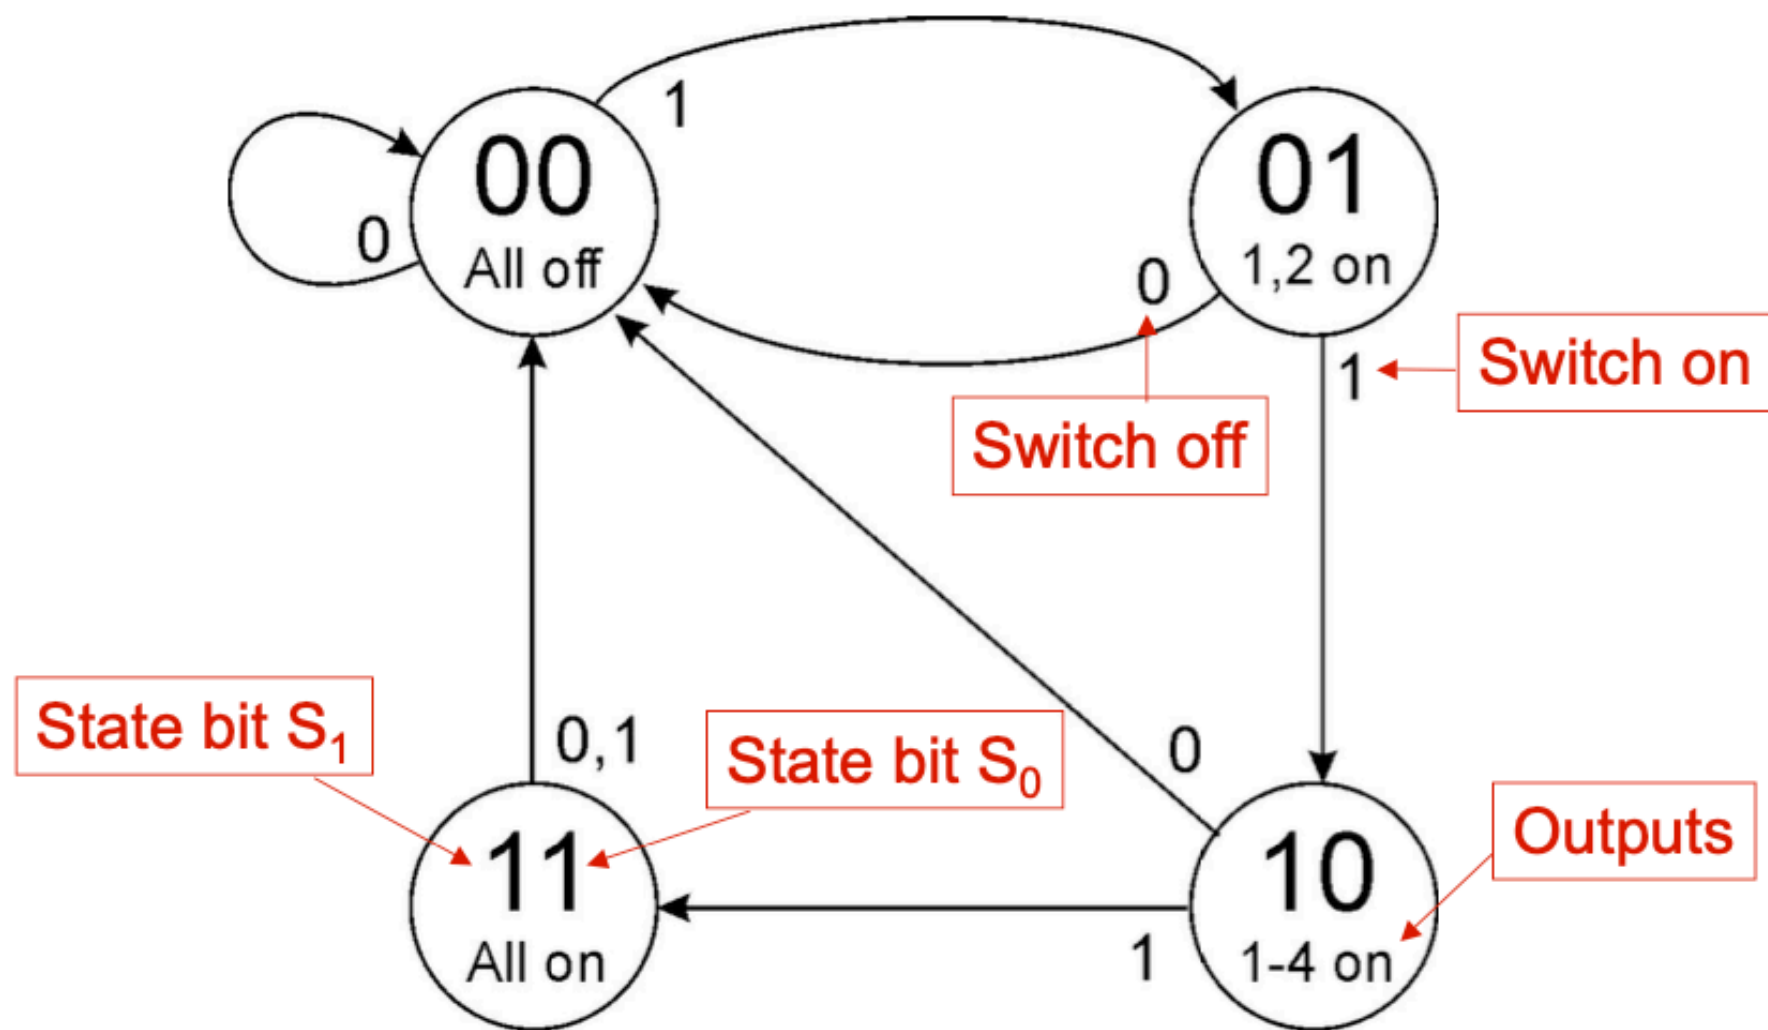 1
00
All off
0
01
1,2 on
0
1
Switch on
Switch off
State bit S₁
0,1
State bit S₀
0
11
All on
10
1-4 on
Outputs
1